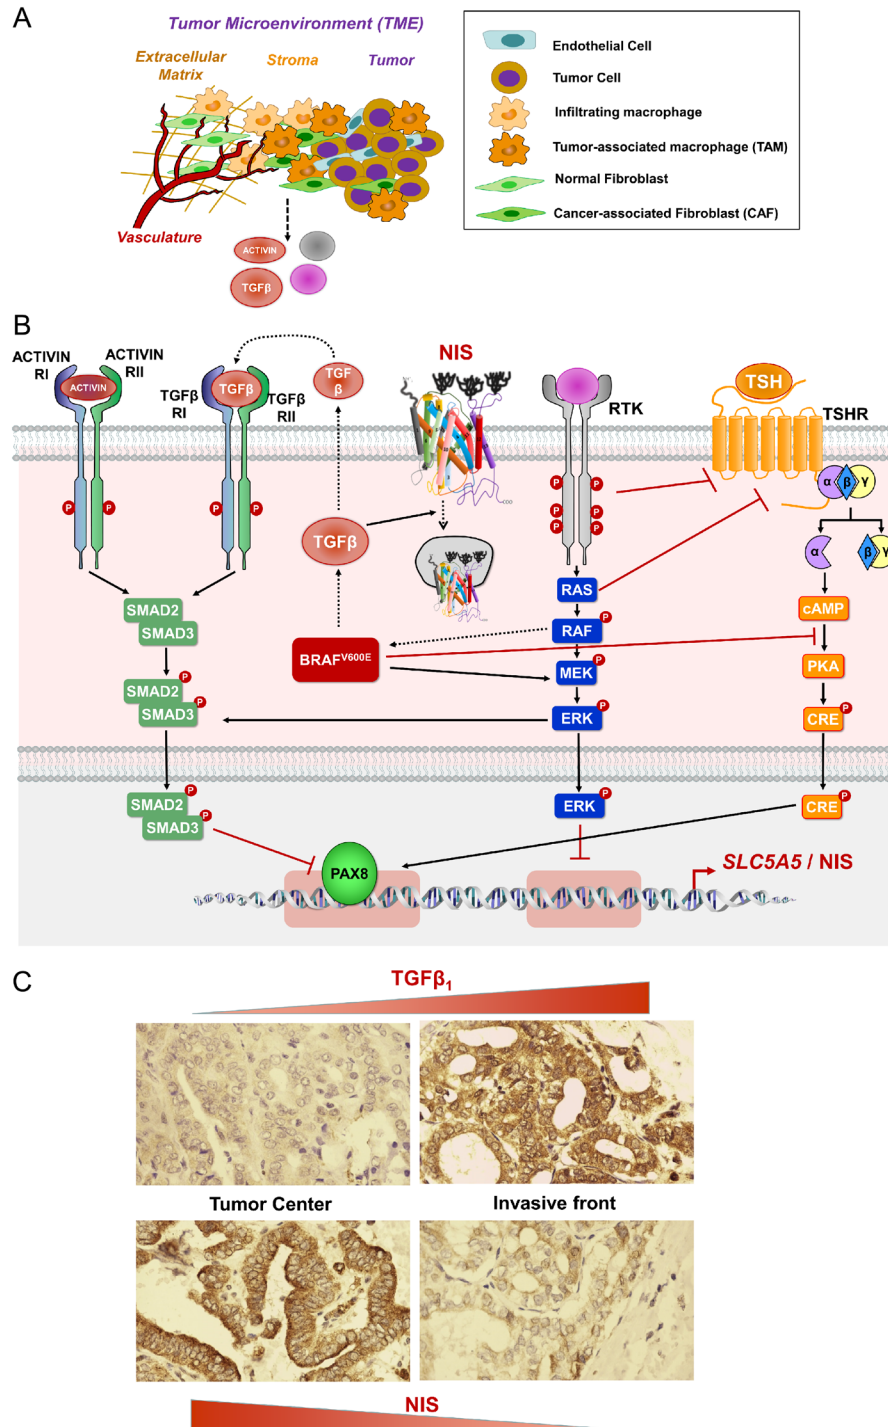 A
Tumor Microenvironment (TME)
Extracellular
Matrix
Stroma
Tumor
Vasculature
ACTIVIN
TGFβ
Endothelial Cell
Tumor Cell
Infiltrating macrophage
Tumor-associated macrophage (TAM)
Normal Fibroblast
Cancer-associated Fibroblast (CAF)
B
ACTIVIN
RI
ACTIVIN
RII
ACTIVIN
TGFβ
RI
TGFβ
TGFβ
RII
TGF
β
NIS
RTK
TSH
TSHR
P
P
P
P
P
P
P
P
P
P
α
β
γ
α
β
γ
TGFβ
COO
SMAD2
SMAD3
BRAFV600E
RAS
RAF
P
MEK
P
ERK
P
cAMP
PKA
CRE
P
SMAD2
P
SMAD3
P
SMAD2
P
SMAD3
P
ERK
P
CRE
P
PAX8
SLC5A5 / NIS
C
TGFβ1
Tumor Center
Invasive front
NIS